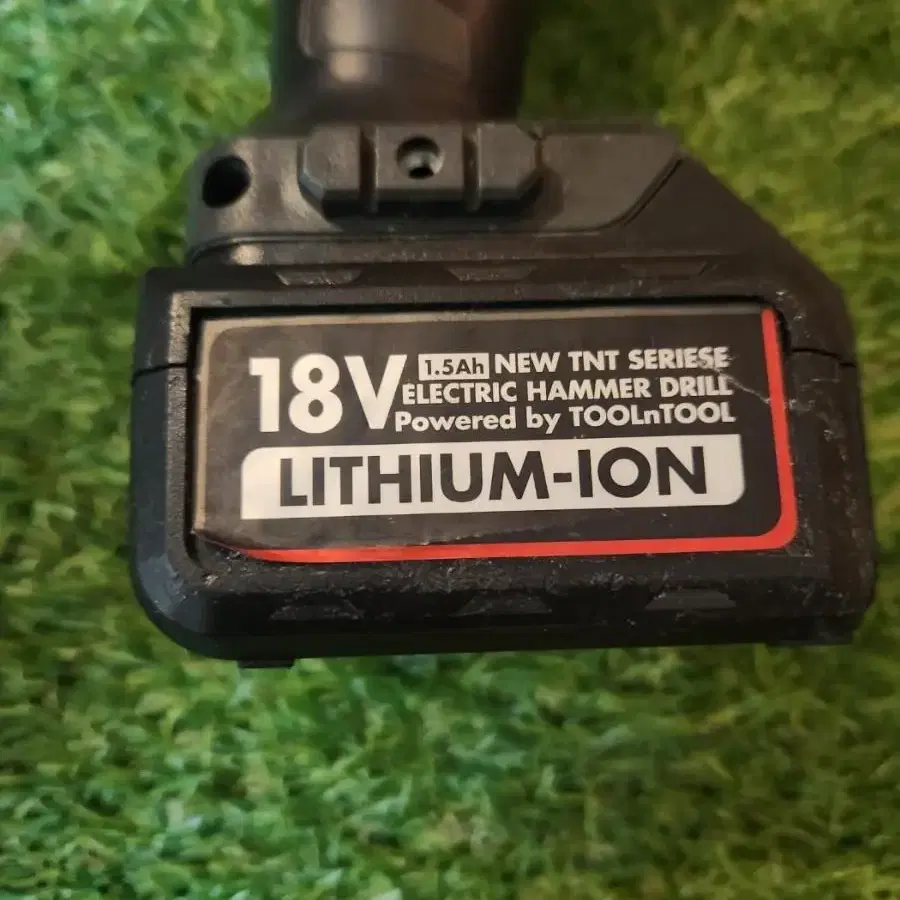 18V 1.5Ah NEW TNT SERIESE
ELECTRIC HAMMER DRILL
Powered by TOOLnTOOL
LITHIUM-ION